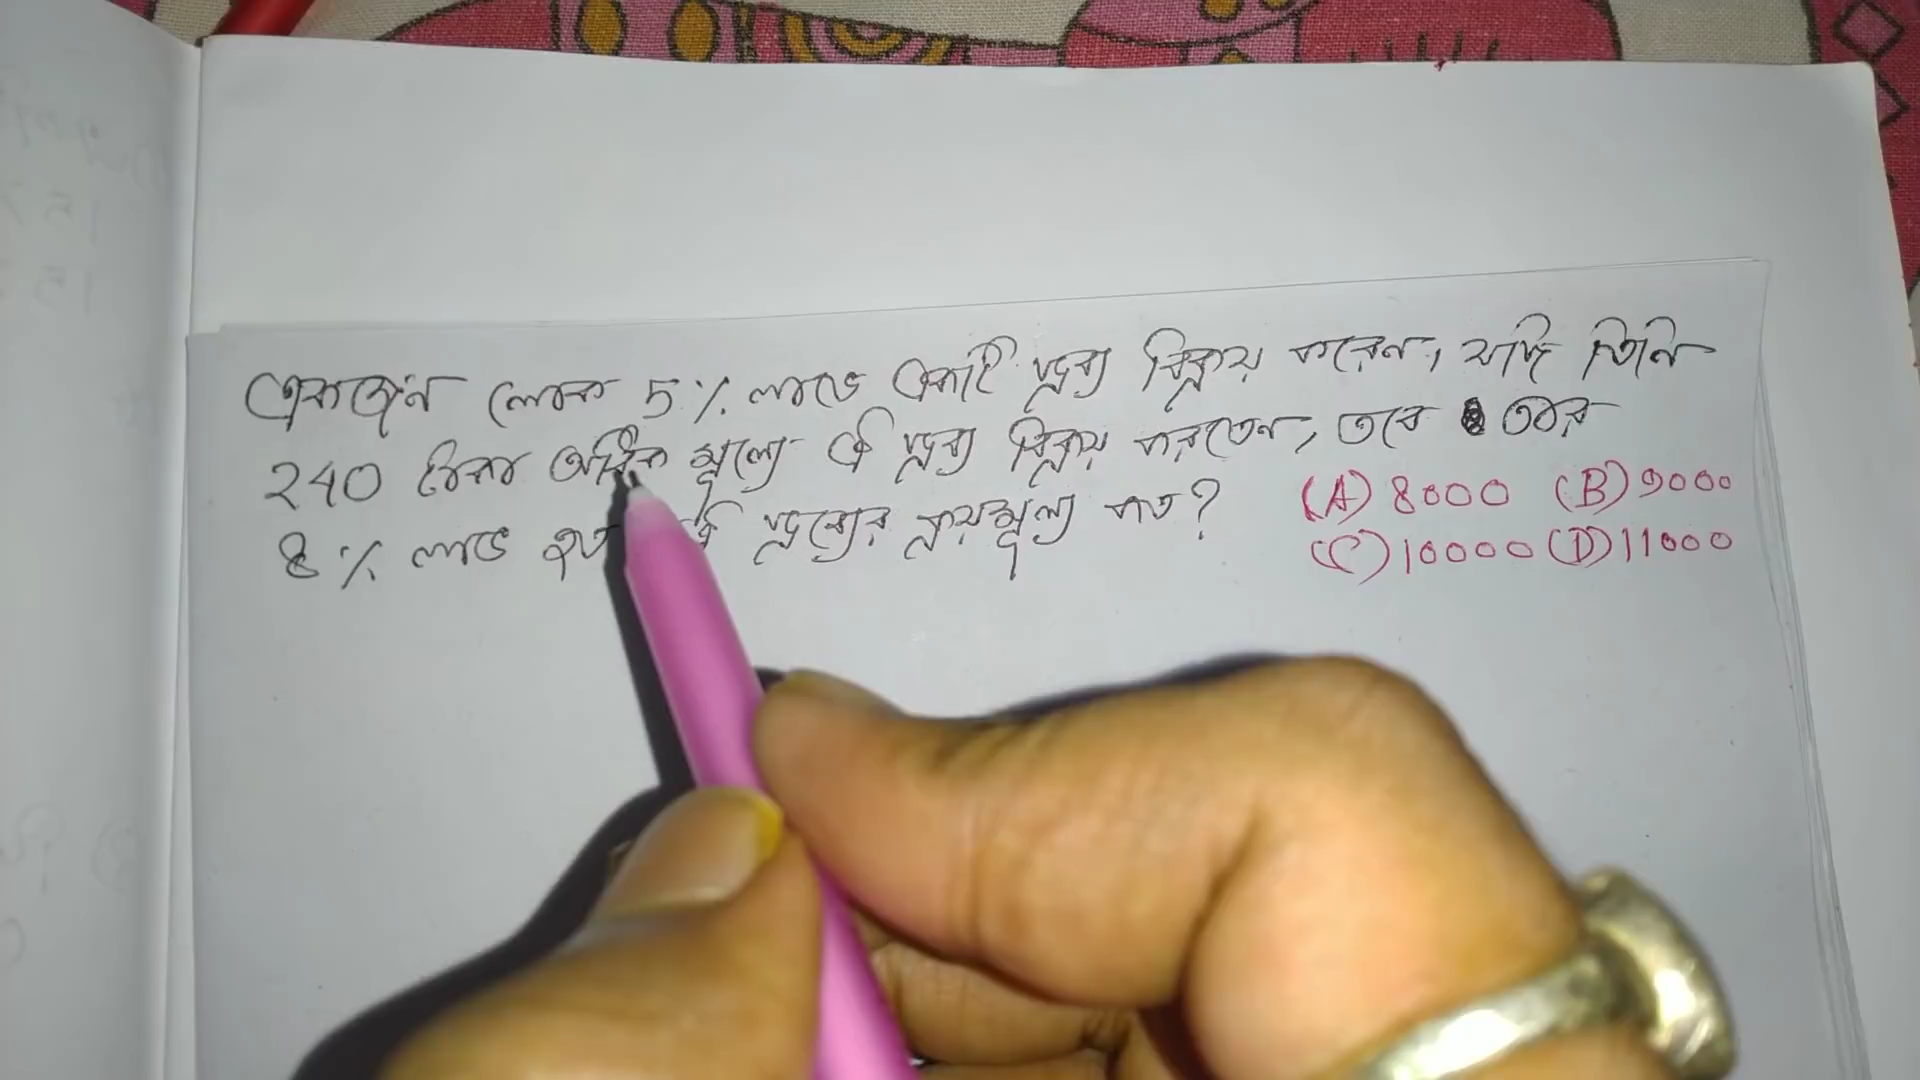 একজন লোক 5% লাভে একটি দ্রব্য বিক্রয় করেন, যদি তিনি
240 টাকা অধিক মূল্যে ঐ দ্রব্য বিক্রয় করতেন, তবে তার
8% লাভ হত ঐ দ্রব্যের ক্রয়মূল্য কত?
(A) 8000 (B) 9000
(C) 10000 (D) 11000